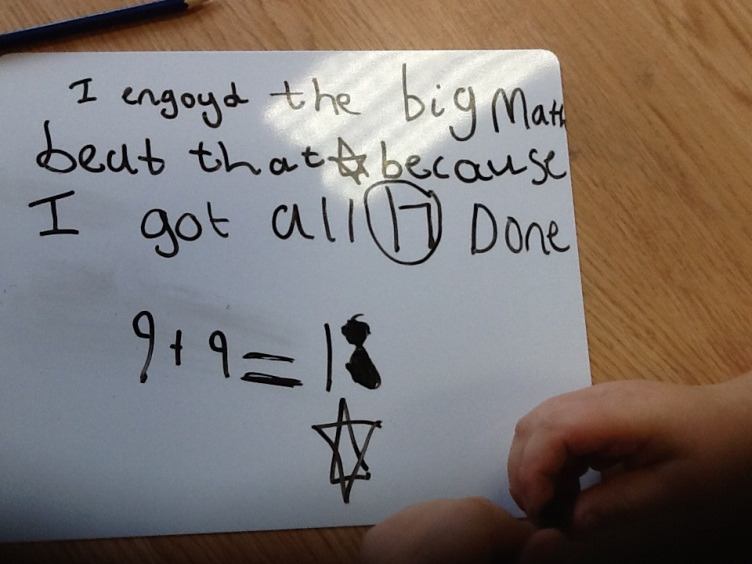 I engoyd the big Math
beat that because
I got all 17 Done
9+9=18